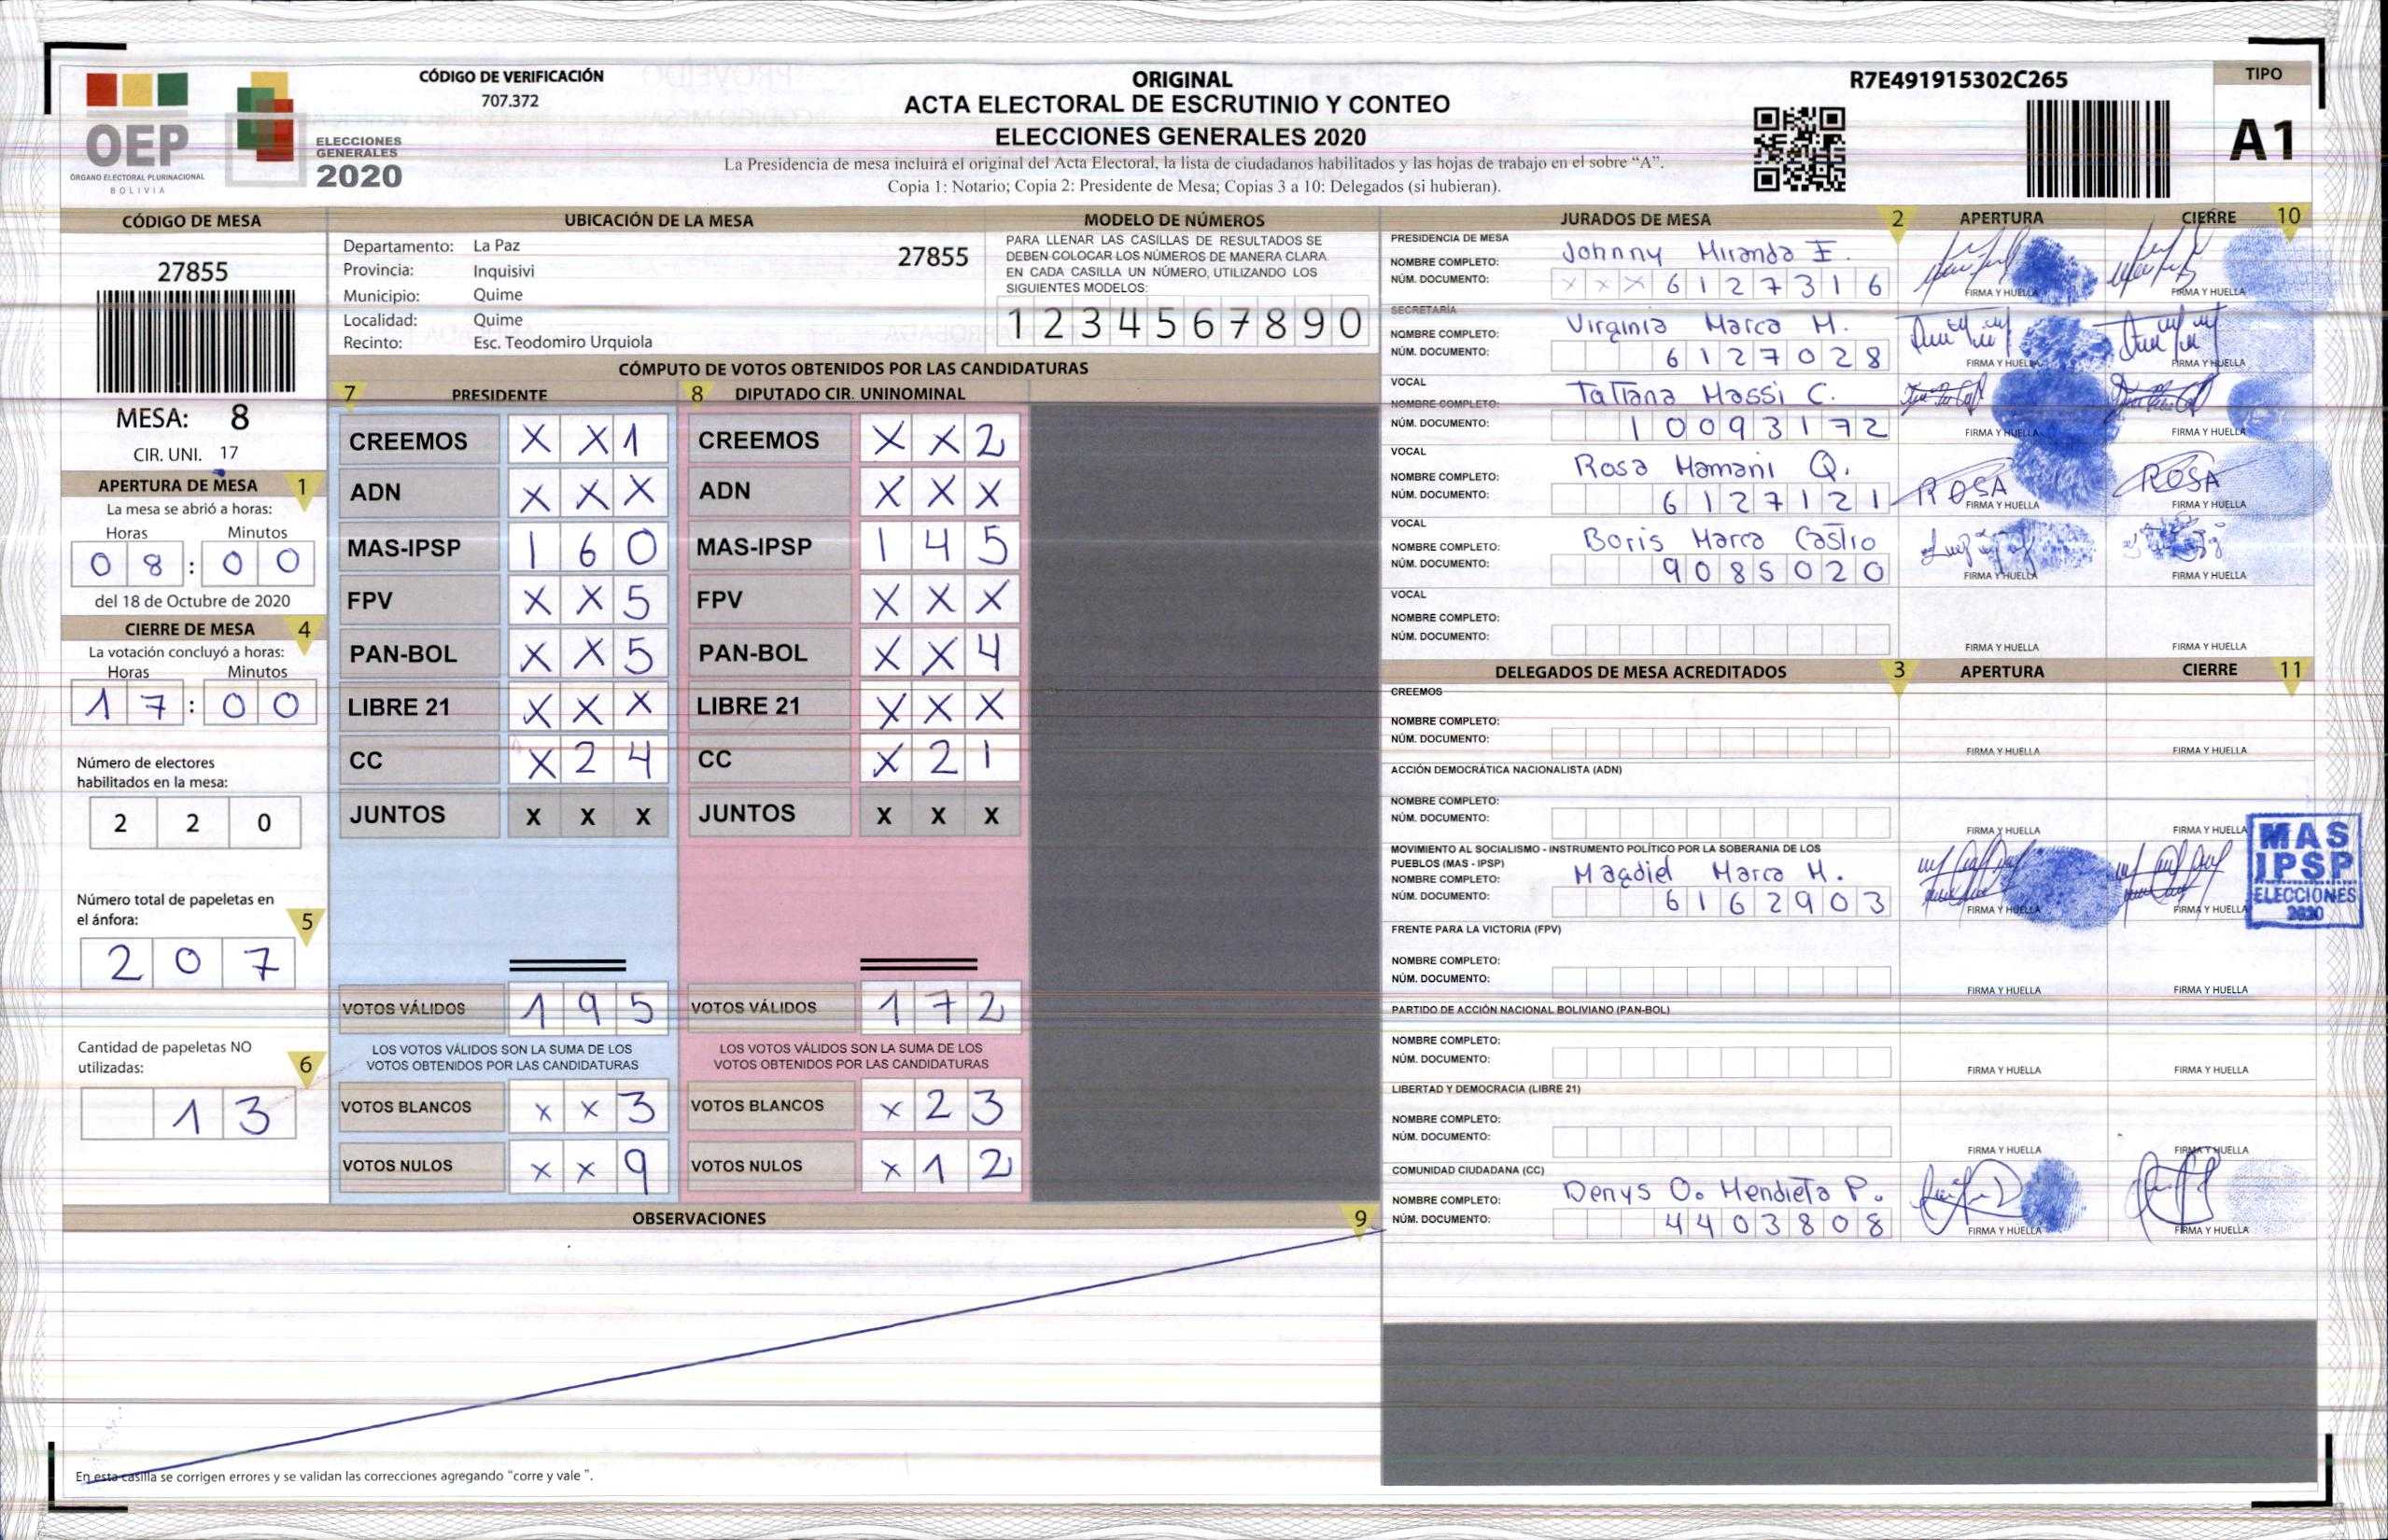 OEP
ÓRGANO ELECTORAL PLURINACIONAL
BOLIVIA
ELECCIONES
GENERALES
2020
CÓDIGO DE VERIFICACIÓN
707.372
ORIGINAL
ACTA ELECTORAL DE ESCRUTINIO Y CONTEO
ELECCIONES GENERALES 2020
La Presidencia de mesa incluirá el original del Acta Electoral, la lista de ciudadanos habilitados y las hojas de trabajo en el sobre “A”.
Copia 1: Notario; Copia 2: Presidente de Mesa; Copias 3 a 10: Delegados (si hubieran).
R7E491915302C265
TIPO
A1
CÓDIGO DE MESA
27855
MESA: 8
CIR. UNI. 17
APERTURA DE MESA 1
La mesa se abrió a horas:
Horas Minutos
0 8 : 0 0
del 18 de Octubre de 2020
CIERRE DE MESA 4
La votación concluyó a horas:
Horas Minutos
1 7 : 0 0
Número de electores
habilitados en la mesa:
2 2 0
Número total de papeletas en
el ánfora: 5
2 0 7
Cantidad de papeletas NO
utilizadas: 6
1 3
UBICACIÓN DE LA MESA
Departamento: La Paz 27855
Provincia: Inquisivi
Municipio: Quime
Localidad: Quime
Recinto: Esc. Teodomiro Urquiola
MODELO DE NÚMEROS
PARA LLENAR LAS CASILLAS DE RESULTADOS SE
DEBEN COLOCAR LOS NÚMEROS DE MANERA CLARA
EN CADA CASILLA UN NÚMERO, UTILIZANDO LOS
SIGUIENTES MODELOS:
1 2 3 4 5 6 7 8 9 0
CÓMPUTO DE VOTOS OBTENIDOS POR LAS CANDIDATURAS
7 PRESIDENTE 8 DIPUTADO CIR. UNINOMINAL
CREEMOS X X 1 CREEMOS X X 2
ADN X X X ADN X X X
MAS-IPSP 1 6 0 MAS-IPSP 1 4 5
FPV X X 5 FPV X X X
PAN-BOL X X 5 PAN-BOL X X 4
LIBRE 21 X X X LIBRE 21 X X X
CC X 2 4 CC X 2 1
JUNTOS X X X JUNTOS X X X
VOTOS VÁLIDOS 1 9 5 VOTOS VÁLIDOS 1 7 2
LOS VOTOS VÁLIDOS SON LA SUMA DE LOS LOS VOTOS VÁLIDOS SON LA SUMA DE LOS
VOTOS OBTENIDOS POR LAS CANDIDATURAS VOTOS OBTENIDOS POR LAS CANDIDATURAS
VOTOS BLANCOS X X 3 VOTOS BLANCOS X 2 3
VOTOS NULOS X X 9 VOTOS NULOS X 1 2
OBSERVACIONES 9
En esta casilla se corrigen errores y se validan las correcciones agregando “corre y vale ”.
JURADOS DE MESA 2 APERTURA CIERRE 10
PRESIDENCIA DE MESA
NOMBRE COMPLETO: Johnny Miranda
NÚM. DOCUMENTO: X X X 6 1 2 7 3 1 6
FIRMA Y HUELLA FIRMA Y HUELLA
SECRETARÍA
NOMBRE COMPLETO: Virginia Marca M.
NÚM. DOCUMENTO: 6 1 2 7 0 2 8
FIRMA Y HUELLA FIRMA Y HUELLA
VOCAL
NOMBRE COMPLETO: Tatiana Massi C.
NÚM. DOCUMENTO: 1 0 0 9 3 1 7 2
FIRMA Y HUELLA FIRMA Y HUELLA
VOCAL
NOMBRE COMPLETO: Rosa Mamani Q.
NÚM. DOCUMENTO: 6 1 2 7 1 2 1
ROSA ROSA
FIRMA Y HUELLA FIRMA Y HUELLA
VOCAL
NOMBRE COMPLETO: Boris Marca Castro
NÚM. DOCUMENTO: 9 0 8 5 0 2 0
FIRMA Y HUELLA FIRMA Y HUELLA
VOCAL
NOMBRE COMPLETO:
NÚM. DOCUMENTO:
FIRMA Y HUELLA FIRMA Y HUELLA
DELEGADOS DE MESA ACREDITADOS 3 APERTURA CIERRE 11
CREEMOS
NOMBRE COMPLETO:
NÚM. DOCUMENTO:
FIRMA Y HUELLA FIRMA Y HUELLA
ACCIÓN DEMOCRÁTICA NACIONALISTA (ADN)
NOMBRE COMPLETO:
NÚM. DOCUMENTO:
FIRMA Y HUELLA FIRMA Y HUELLA
MOVIMIENTO AL SOCIALISMO - INSTRUMENTO POLÍTICO POR LA SOBERANIA DE LOS
PUEBLOS (MAS - IPSP)
NOMBRE COMPLETO: Magdiel Marca M.
NÚM. DOCUMENTO: 6 1 6 2 9 0 3
FIRMA Y HUELLA FIRMA Y HUELLA
MAS
IPSP
ELECCIONES
2020
FRENTE PARA LA VICTORIA (FPV)
NOMBRE COMPLETO:
NÚM. DOCUMENTO:
FIRMA Y HUELLA FIRMA Y HUELLA
PARTIDO DE ACCIÓN NACIONAL BOLIVIANO (PAN-BOL)
NOMBRE COMPLETO:
NÚM. DOCUMENTO:
FIRMA Y HUELLA FIRMA Y HUELLA
LIBERTAD Y DEMOCRACIA (LIBRE 21)
NOMBRE COMPLETO:
NÚM. DOCUMENTO:
FIRMA Y HUELLA FIRMA Y HUELLA
COMUNIDAD CIUDADANA (CC)
NOMBRE COMPLETO: Denys O. Mendieta P.
NÚM. DOCUMENTO: 4 4 0 3 8 0 8
FIRMA Y HUELLA FIRMA Y HUELLA